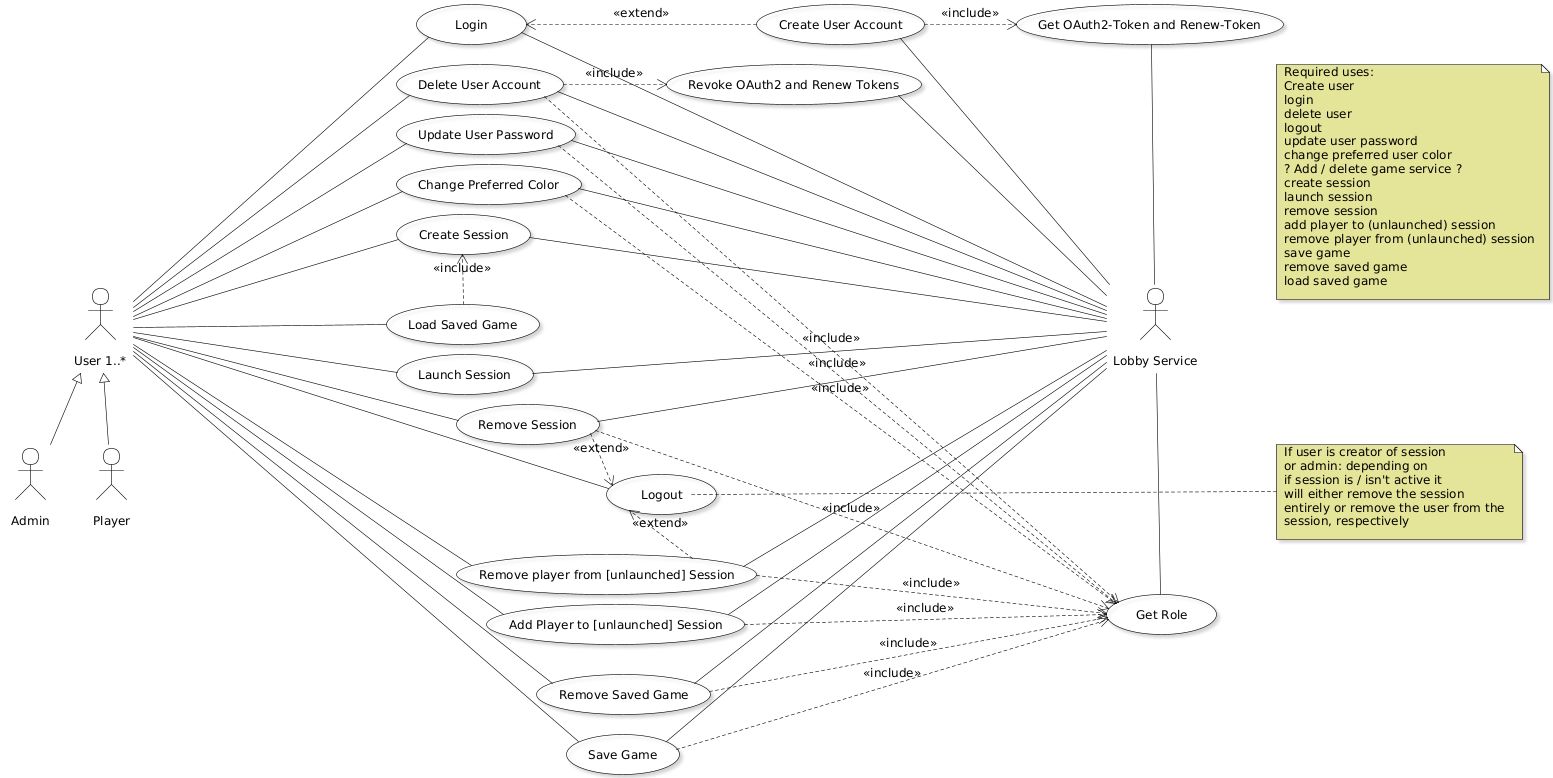 Login
«extend»
Create User Account
«include»
Get OAuth2-Token and Renew-Token
Delete User Account
«include»
Revoke OAuth2 and Renew Tokens
Update User Password
Change Preferred Color
Create Session
«include»
Load Saved Game
Launch Session
Remove Session
«extend»
Logout
«extend»
Remove player from [unlaunched] Session
Add Player to [unlaunched] Session
Remove Saved Game
Save Game
User 1..*
Admin
Player
Lobby Service
«include»
«include»
«include»
«include»
«include»
«include»
«include»
«include»
Get Role
Required uses:
Create user
login
delete user
logout
update user password
change preferred user color
? Add / delete game service ?
create session
launch session
remove session
add player to (unlaunched) session
remove player from (unlaunched) session
save game
remove saved game
load saved game
If user is creator of session
or admin: depending on
if session is / isn't active it
will either remove the session
entirely or remove the user from the
session, respectively